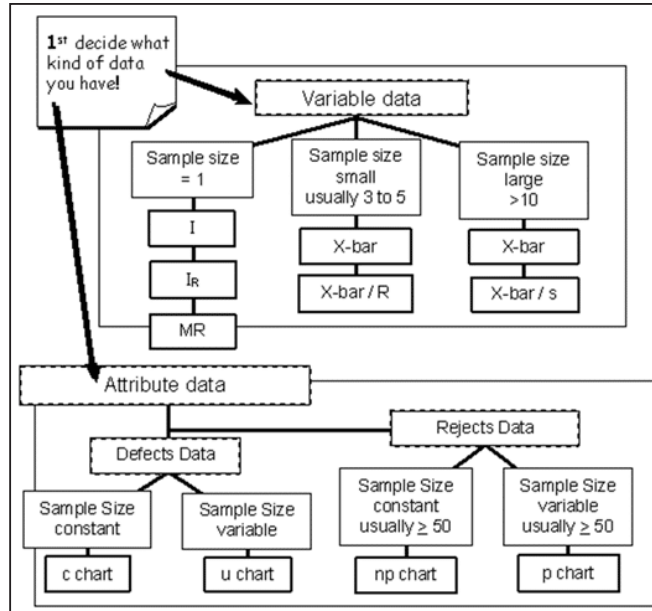 1st decide what
kind of data
you have!
Variable data
Sample size
= 1
I
IR
MR
Sample size
small
usually 3 to 5
X-bar
X-bar / R
Sample size
large
>10
X-bar
X-bar / s
Attribute data
Defects Data
Sample Size
constant
c chart
Sample Size
variable
u chart
Rejects Data
Sample Size
constant
usually ≥ 50
np chart
Sample Size
variable
usually ≥ 50
p chart